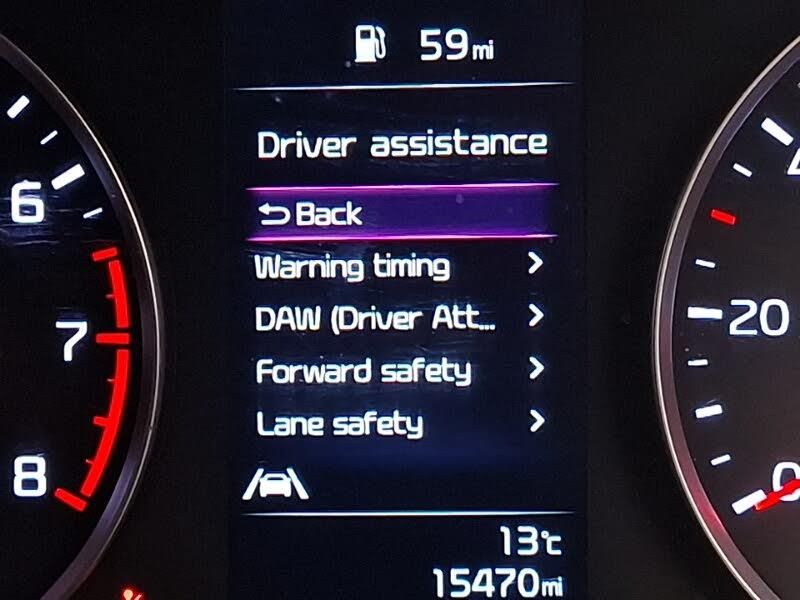 59mi
Driver assistance
Back
Warning timing
DAW (Driver Att...
Forward safety
Lane safety
13°c
15470mi
6
7
8
20
0